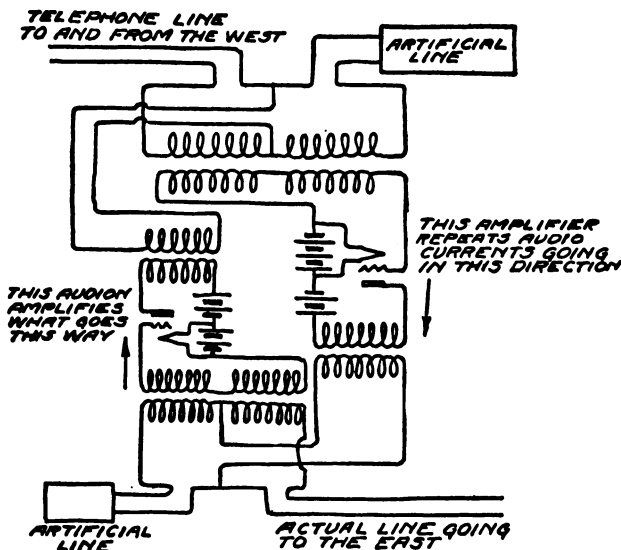 TELEPHONE LINE
TO AND FROM THE WEST
ARTIFICIAL
LINE
THIS AMPLIFIER
REPEATS AUDIO
CURRENTS GOING
IN THIS DIRECTION
THIS AUDION
AMPLIFIES
WHAT GOES
THIS WAY
ARTIFICIAL
LINE
ACTUAL LINE GOING
TO THE EAST